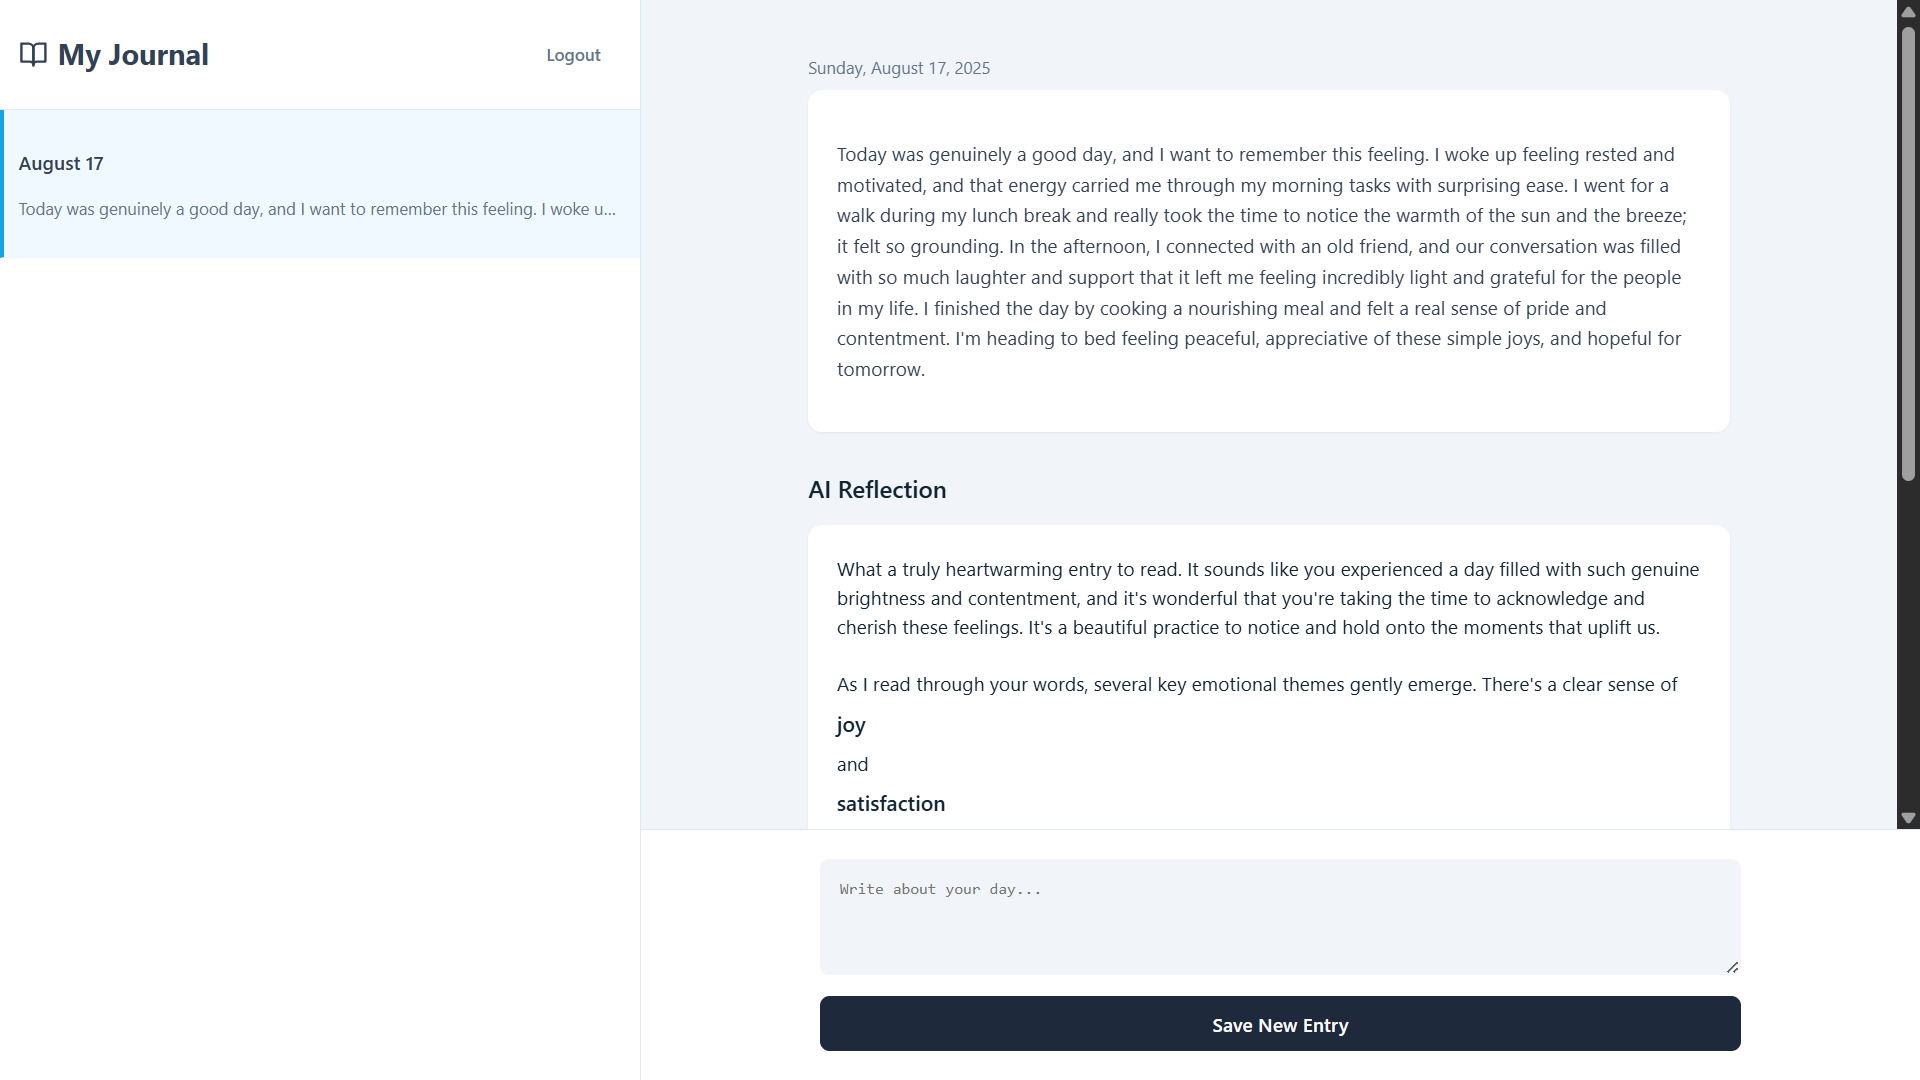 My Journal
Logout
August 17
Today was genuinely a good day, and I want to remember this feeling. I woke u...
Sunday, August 17, 2025
Today was genuinely a good day, and I want to remember this feeling. I woke up feeling rested and
motivated, and that energy carried me through my morning tasks with surprising ease. I went for a
walk during my lunch break and really took the time to notice the warmth of the sun and the breeze;
it felt so grounding. In the afternoon, I connected with an old friend, and our conversation was filled
with so much laughter and support that it left me feeling incredibly light and grateful for the people
in my life. I finished the day by cooking a nourishing meal and felt a real sense of pride and
contentment. I'm heading to bed feeling peaceful, appreciative of these simple joys, and hopeful for
tomorrow.
AI Reflection
What a truly heartwarming entry to read. It sounds like you experienced a day filled with such genuine
brightness and contentment, and it's wonderful that you're taking the time to acknowledge and
cherish these feelings. It's a beautiful practice to notice and hold onto the moments that uplift us.
As I read through your words, several key emotional themes gently emerge. There's a clear sense of
joy
and
satisfaction
Write about your day...
Save New Entry